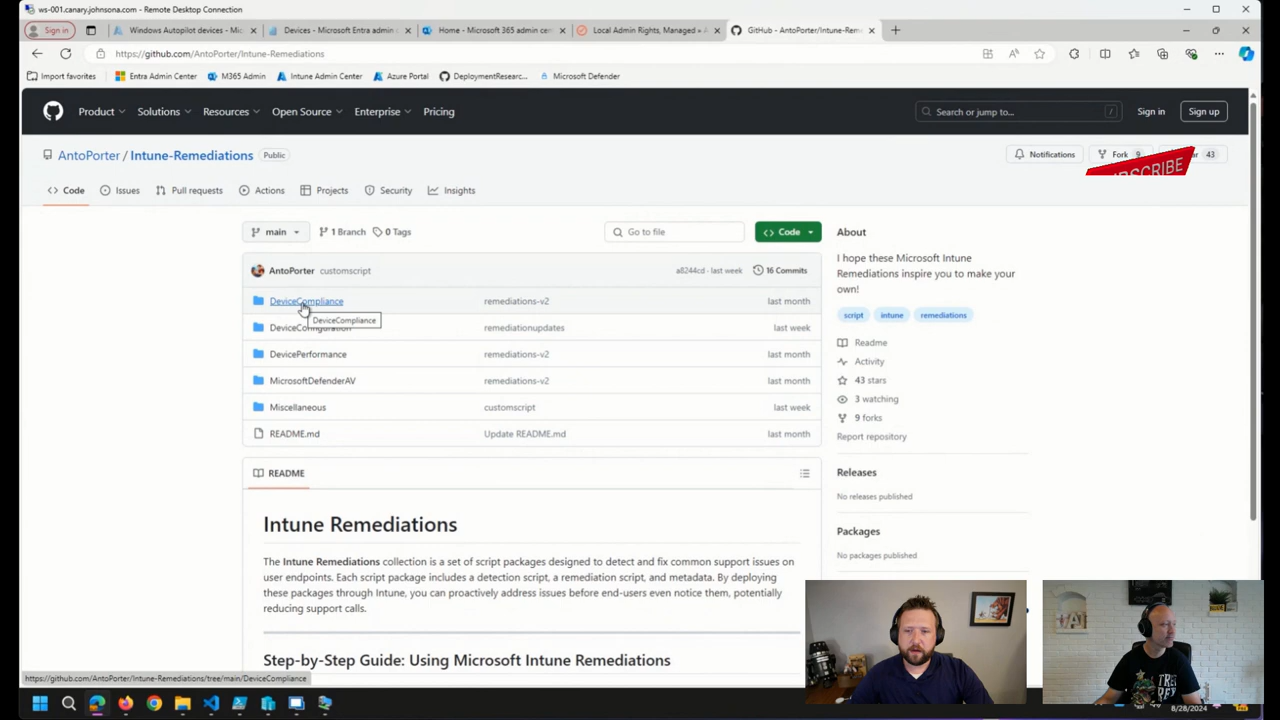 ws-001.canary.johnsona.com - Remote Desktop Connection
Sign in
Windows Autopilot devices - Mic
Devices - Microsoft Entra admin
Home - Microsoft 365 admin cen
Local Admin Rights, Managed » A
GitHub - AntoPorter/Intune-Reme
https://github.com/AntoPorter/Intune-Remediations
Import favorites
Entra Admin Center
M365 Admin
Intune Admin Center
Azure Portal
DeploymentResearc...
Microsoft Defender
Product
Solutions
Resources
Open Source
Enterprise
Pricing
Search or jump to...
/
Sign in
Sign up
AntoPorter / Intune-Remediations
Public
Notifications
Fork 9
43
SUBSCRIBE
Code
Issues
Pull requests
Actions
Projects
Security
Insights
main
1 Branch
0 Tags
Go to file
Code
AntoPorter customscript
a8244cd · last week
16 Commits
DeviceCompliance
remediations-v2
last month
DeviceCompliance
DeviceConfiguration
remediationupdates
last week
DevicePerformance
remediations-v2
last month
MicrosoftDefenderAV
remediations-v2
last month
Miscellaneous
customscript
last week
README.md
Update README.md
last month
README
Intune Remediations
The Intune Remediations collection is a set of script packages designed to detect and fix common support issues on
user endpoints. Each script package includes a detection script, a remediation script, and metadata. By deploying
these packages through Intune, you can proactively address issues before end-users even notice them, potentially
reducing support calls.
Step-by-Step Guide: Using Microsoft Intune Remediations
About
I hope these Microsoft Intune
Remediations inspire you to make your
own!
script
intune
remediations
Readme
Activity
43 stars
3 watching
9 forks
Report repository
Releases
No releases published
Packages
No packages published
https://github.com/AntoPorter/Intune-Remediations/tree/main/DeviceCompliance
8/28/2024